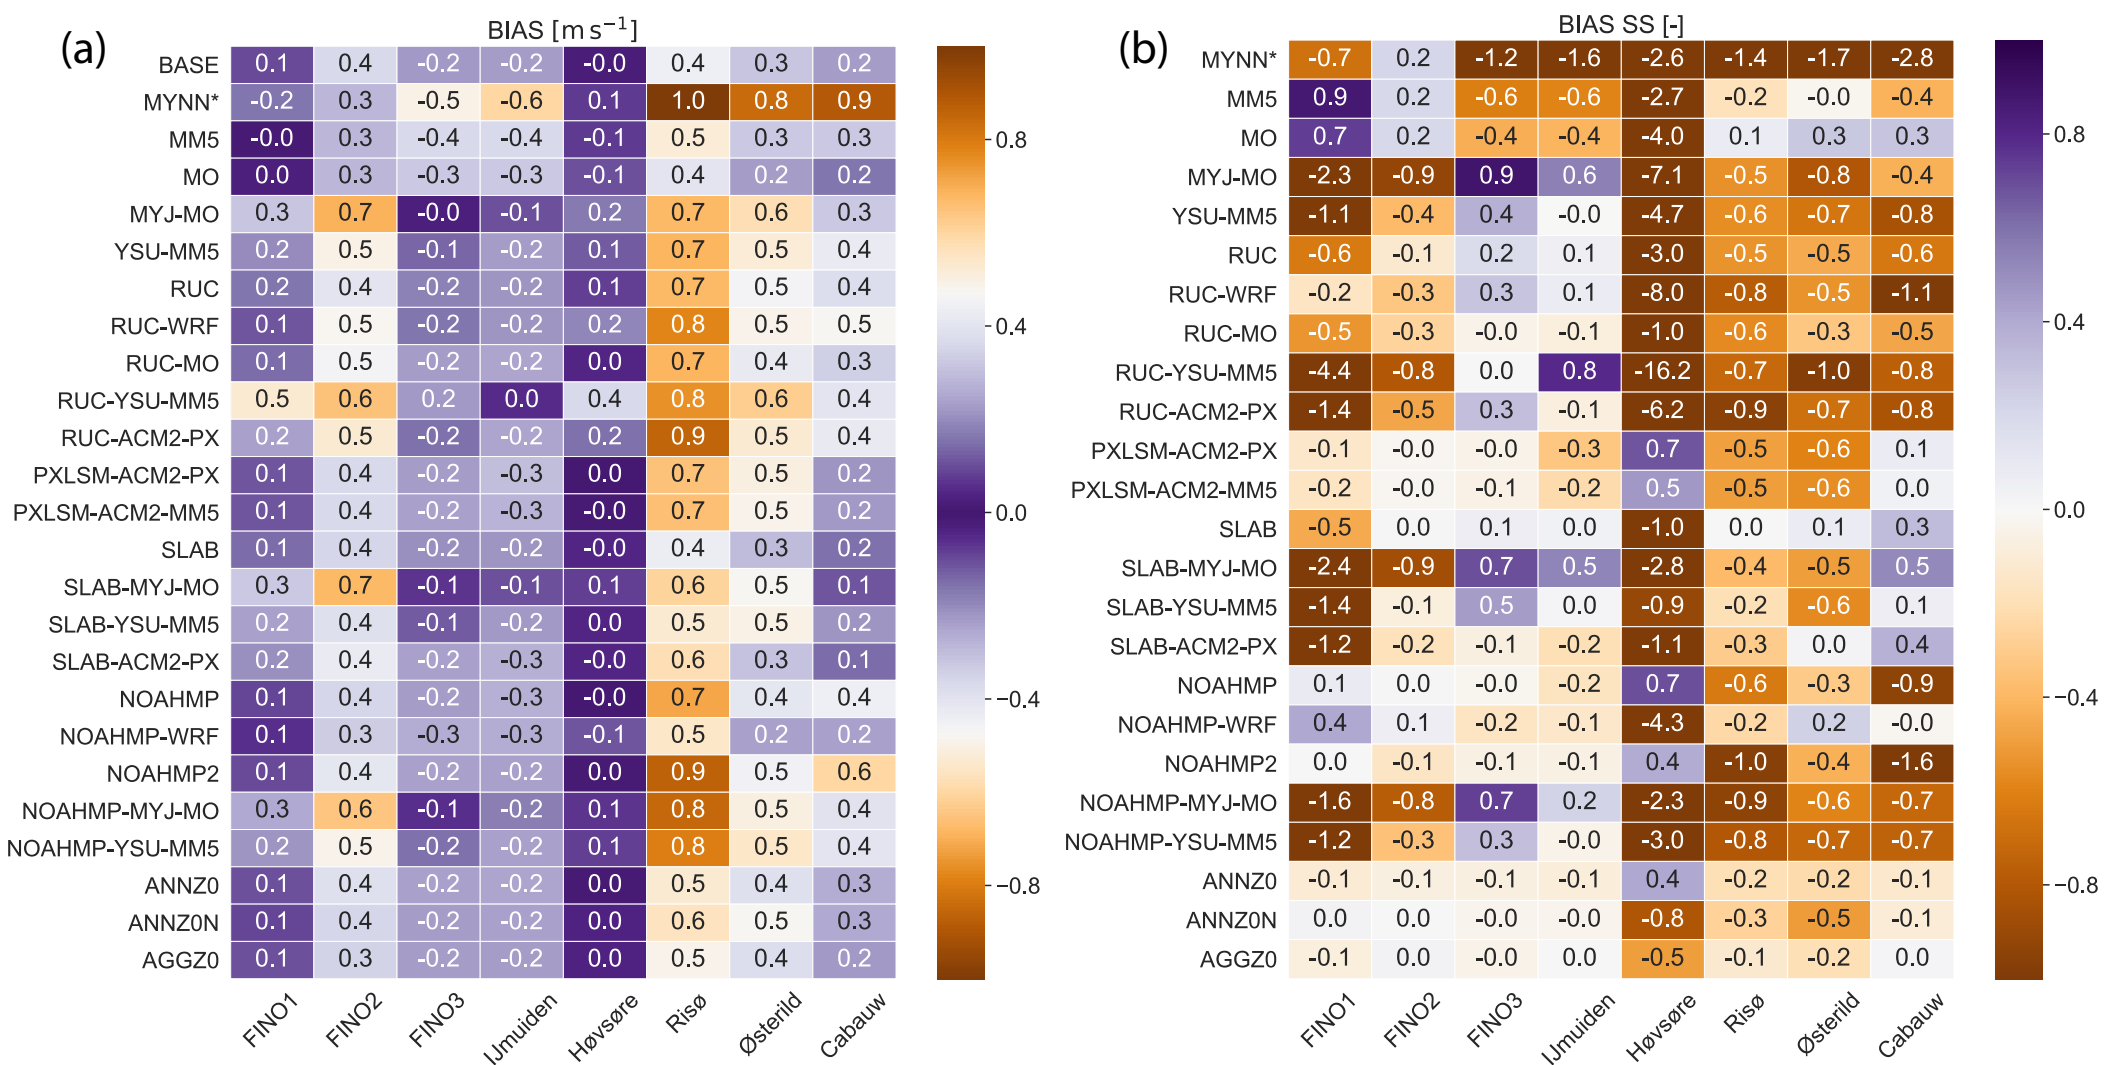 (a)
BIAS [m s⁻¹]
BASE 0.1 0.4 -0.2 -0.2 -0.0 0.4 0.3 0.2
MYNN* -0.2 0.3 -0.5 -0.6 0.1 1.0 0.8 0.9
MM5 -0.0 0.3 -0.4 -0.4 -0.1 0.5 0.3 0.3
MO 0.0 0.3 -0.3 -0.3 -0.1 0.4 0.2 0.2
MYJ-MO 0.3 0.7 -0.0 -0.1 0.2 0.7 0.6 0.3
YSU-MM5 0.2 0.5 -0.1 -0.2 0.1 0.7 0.5 0.4
RUC 0.2 0.4 -0.2 -0.2 0.1 0.7 0.5 0.4
RUC-WRF 0.1 0.5 -0.2 -0.2 0.2 0.8 0.5 0.5
RUC-MO 0.1 0.5 -0.2 -0.2 0.0 0.7 0.4 0.3
RUC-YSU-MM5 0.5 0.6 0.2 0.0 0.4 0.8 0.6 0.4
RUC-ACM2-PX 0.2 0.5 -0.2 -0.2 0.2 0.9 0.5 0.4
PXLSM-ACM2-PX 0.1 0.4 -0.2 -0.3 0.0 0.7 0.5 0.2
PXLSM-ACM2-MM5 0.1 0.4 -0.2 -0.3 -0.0 0.7 0.5 0.2
SLAB 0.1 0.4 -0.2 -0.2 -0.0 0.4 0.3 0.2
SLAB-MYJ-MO 0.3 0.7 -0.1 -0.1 0.1 0.6 0.5 0.1
SLAB-YSU-MM5 0.2 0.4 -0.1 -0.2 0.0 0.5 0.5 0.2
SLAB-ACM2-PX 0.2 0.4 -0.2 -0.3 -0.0 0.6 0.3 0.1
NOAHMP 0.1 0.4 -0.2 -0.3 -0.0 0.7 0.4 0.4
NOAHMP-WRF 0.1 0.3 -0.3 -0.3 -0.1 0.5 0.2 0.2
NOAHMP2 0.1 0.4 -0.2 -0.2 0.0 0.9 0.5 0.6
NOAHMP-MYJ-MO 0.3 0.6 -0.1 -0.2 0.1 0.8 0.5 0.4
NOAHMP-YSU-MM5 0.2 0.5 -0.2 -0.2 0.1 0.8 0.5 0.4
ANNZ0 0.1 0.4 -0.2 -0.2 0.0 0.5 0.4 0.3
ANNZ0N 0.1 0.4 -0.2 -0.2 0.0 0.6 0.5 0.3
AGGZ0 0.1 0.3 -0.2 -0.2 0.0 0.5 0.4 0.2
FINO1 FINO2 FINO3 IJmuiden Høvsøre Risø Østerild Cabauw
0.8
0.4
0.0
−0.4
−0.8
(b)
BIAS SS [-]
MYNN* -0.7 0.2 -1.2 -1.6 -2.6 -1.4 -1.7 -2.8
MM5 0.9 0.2 -0.6 -0.6 -2.7 -0.2 -0.0 -0.4
MO 0.7 0.2 -0.4 -0.4 -4.0 0.1 0.3 0.3
MYJ-MO -2.3 -0.9 0.9 0.6 -7.1 -0.5 -0.8 -0.4
YSU-MM5 -1.1 -0.4 0.4 -0.0 -4.7 -0.6 -0.7 -0.8
RUC -0.6 -0.1 0.2 0.1 -3.0 -0.5 -0.5 -0.6
RUC-WRF -0.2 -0.3 0.3 0.1 -8.0 -0.8 -0.5 -1.1
RUC-MO -0.5 -0.3 -0.0 -0.1 -1.0 -0.6 -0.3 -0.5
RUC-YSU-MM5 -4.4 -0.8 0.0 0.8 -16.2 -0.7 -1.0 -0.8
RUC-ACM2-PX -1.4 -0.5 0.3 -0.1 -6.2 -0.9 -0.7 -0.8
PXLSM-ACM2-PX -0.1 -0.0 -0.0 -0.3 0.7 -0.5 -0.6 0.1
PXLSM-ACM2-MM5 -0.2 -0.0 -0.1 -0.2 0.5 -0.5 -0.6 0.0
SLAB -0.5 0.0 0.1 0.0 -1.0 0.0 0.1 0.3
SLAB-MYJ-MO -2.4 -0.9 0.7 0.5 -2.8 -0.4 -0.5 0.5
SLAB-YSU-MM5 -1.4 -0.1 0.5 0.0 -0.9 -0.2 -0.6 0.1
SLAB-ACM2-PX -1.2 -0.2 -0.1 -0.2 -1.1 -0.3 0.0 0.4
NOAHMP 0.1 0.0 -0.0 -0.2 0.7 -0.6 -0.3 -0.9
NOAHMP-WRF 0.4 0.1 -0.2 -0.1 -4.3 -0.2 0.2 -0.0
NOAHMP2 0.0 -0.1 -0.1 -0.1 0.4 -1.0 -0.4 -1.6
NOAHMP-MYJ-MO -1.6 -0.8 0.7 0.2 -2.3 -0.9 -0.6 -0.7
NOAHMP-YSU-MM5 -1.2 -0.3 0.3 -0.0 -3.0 -0.8 -0.7 -0.7
ANNZ0 -0.1 -0.1 -0.1 -0.1 0.4 -0.2 -0.2 -0.1
ANNZ0N 0.0 0.0 -0.0 -0.0 -0.8 -0.3 -0.5 -0.1
AGGZ0 -0.1 0.0 -0.0 0.0 -0.5 -0.1 -0.2 0.0
FINO1 FINO2 FINO3 IJmuiden Høvsøre Risø Østerild Cabauw
0.8
0.4
0.0
−0.4
−0.8